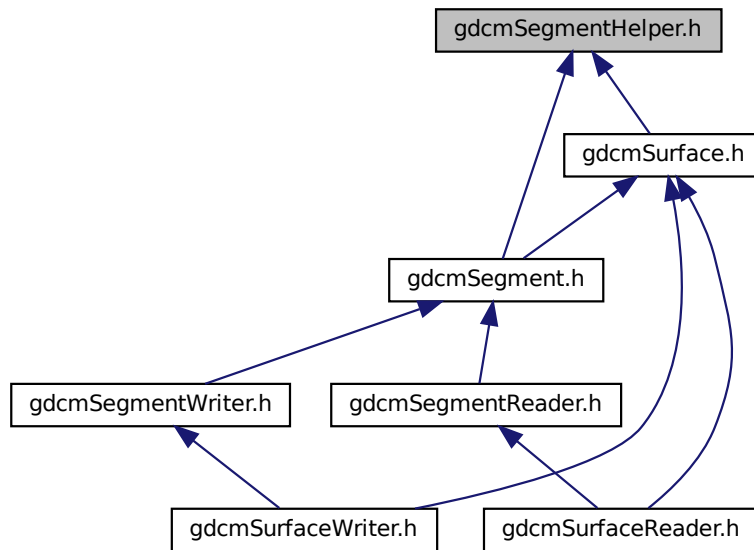 gdcmSegmentHelper.h
gdcmSurface.h
gdcmSegment.h
gdcmSegmentWriter.h
gdcmSegmentReader.h
gdcmSurfaceWriter.h
gdcmSurfaceReader.h